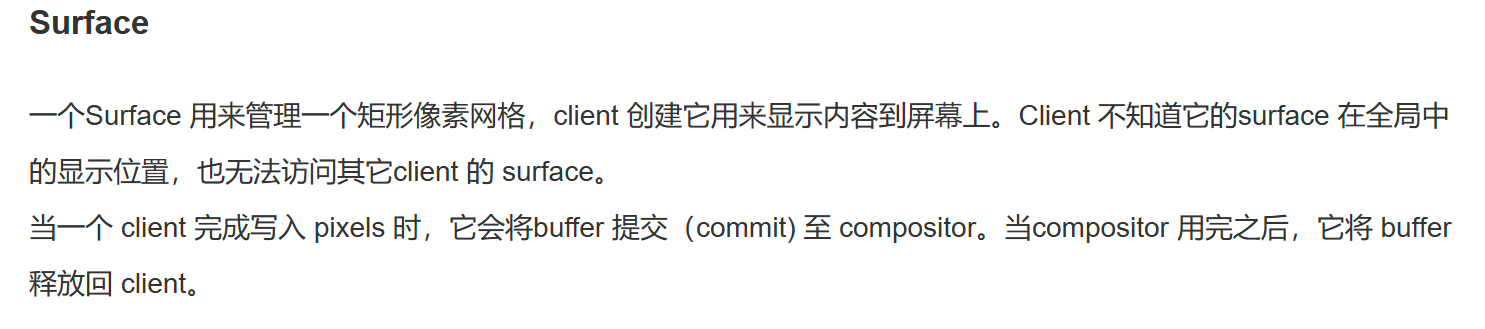 Surface
一个Surface 用来管理一个矩形像素网格，client 创建它用来显示内容到屏幕上。Client 不知道它的surface 在全局中
的显示位置，也无法访问其它client 的 surface。
当一个 client 完成写入 pixels 时，它会将buffer 提交（commit) 至 compositor。当compositor 用完之后，它将 buffer
释放回 client。